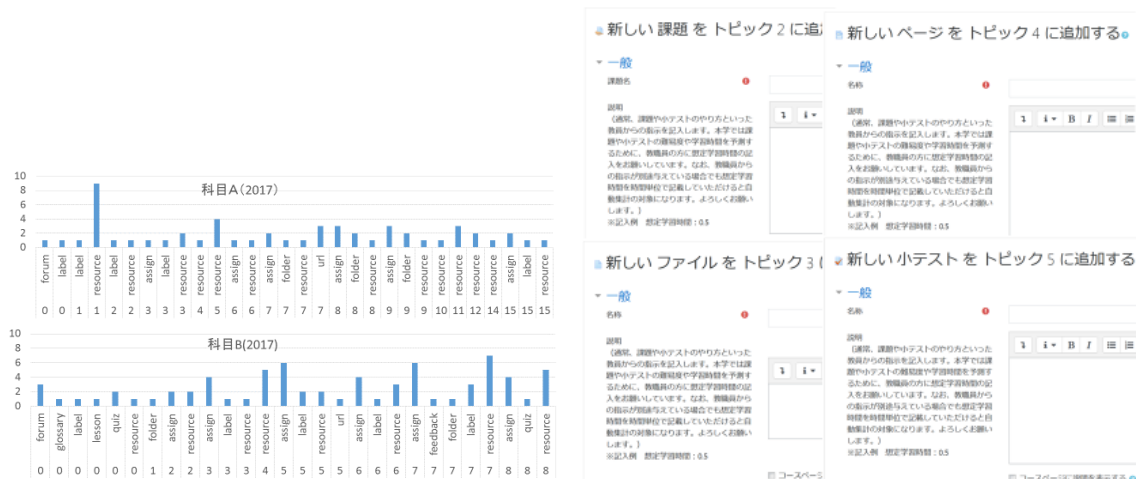 10
8
6
4
2
0
科目A(2017)
forum label label resource label resource assign label resource label resource assign resource assign folder resource url assign folder resource assign folder resource resource resource resource resource assign label resource
0 0 1 1 2 2 3 3 3 4 5 6 6 7 7 7 7 8 8 8 9 9 9 10 11 12 14 15 15 15
10
8
6
4
2
0
科目B(2017)
forum glossary label lesson quiz resource folder assign resource assign label resource resource assign label resource url assign label resource assign feedback folder label resource assign quiz resource
0 0 0 0 0 0 1 2 2 3 3 3 4 5 5 5 5 6 6 6 7 7 7 7 7 8 8 8
新しい 課題 を トピック 2 に追
一般
課題名
説明
(通常、課題や小テストのやり方といった
教員からの指示を記入します。本学では課
題や小テストの難易度や学習時間を予測す
るために、教職員の方に想定学習時間の記
入をお願いしています。なお、教職員から
の指示が別途与えている場合でも想定学習
時間を時間単位で記載していただけると自
動集計の対象になります。よろしくお願い
します。)
※記入例 想定学習時間:0.5
新しい ページ を トピック 4 に追加する
一般
名称
説明
(通常、課題や小テストのやり方といった
教員からの指示を記入します。本学では課
題や小テストの難易度や学習時間を予測す
るために、教職員の方に想定学習時間の記
入をお願いしています。なお、教職員から
の指示が別途与えている場合でも想定学習
時間を時間単位で記載していただけると自
動集計の対象になります。よろしくお願い
します。)
※記入例 想定学習時間:0.5
B I
新しい ファイル を トピック 3
一般
名称
説明
(通常、課題や小テストのやり方といった
教員からの指示を記入します。本学では課
題や小テストの難易度や学習時間を予測す
るために、教職員の方に想定学習時間の記
入をお願いしています。なお、教職員から
の指示が別途与えている場合でも想定学習
時間を時間単位で記載していただけると自
動集計の対象になります。よろしくお願い
します。)
※記入例 想定学習時間:0.5
コースページ
新しい 小テスト を トピック 5 に追加する
一般
名称
説明
(通常、課題や小テストのやり方といった
教員からの指示を記入します。本学では課
題や小テストの難易度や学習時間を予測す
るために、教職員の方に想定学習時間の記
入をお願いしています。なお、教職員から
の指示が別途与えている場合でも想定学習
時間を時間単位で記載していただけると自
動集計の対象になります。よろしくお願い
します。)
※記入例 想定学習時間:0.5
B I
コースページに説明を表示する